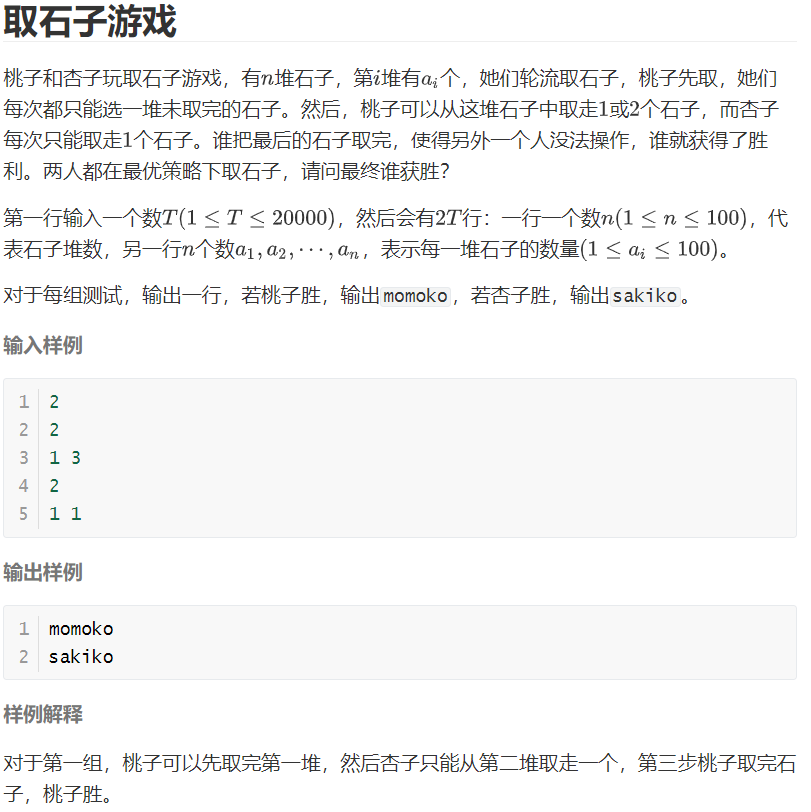 取石子游戏
桃子和杏子玩取石子游戏，有n堆石子，第i堆有aᵢ个，她们轮流取石子，桃子先取，她们
每次都只能选一堆未取完的石子。然后，桃子可以从这堆石子中取走1或2个石子，而杏子
每次只能取走1个石子。谁把最后的石子取完，使得另外一个人没法操作，谁就获得了胜
利。两人都在最优策略下取石子，请问最终谁获胜？
第一行输入一个数T(1 ≤ T ≤ 20000)，然后会有2T行：一行一个数n(1 ≤ n ≤ 100)，代
表石子堆数，另一行n个数a₁, a₂, ⋯, aₙ，表示每一堆石子的数量(1 ≤ aᵢ ≤ 100)。
对于每组测试，输出一行，若桃子胜，输出momoko，若杏子胜，输出sakiko。
输入样例
1 2
2 2
3 1 3
4 2
5 1 1
输出样例
1 momoko
2 sakiko
样例解释
对于第一组，桃子可以先取完第一堆，然后杏子只能从第二堆取走一个，第三步桃子取完石
子，桃子胜。